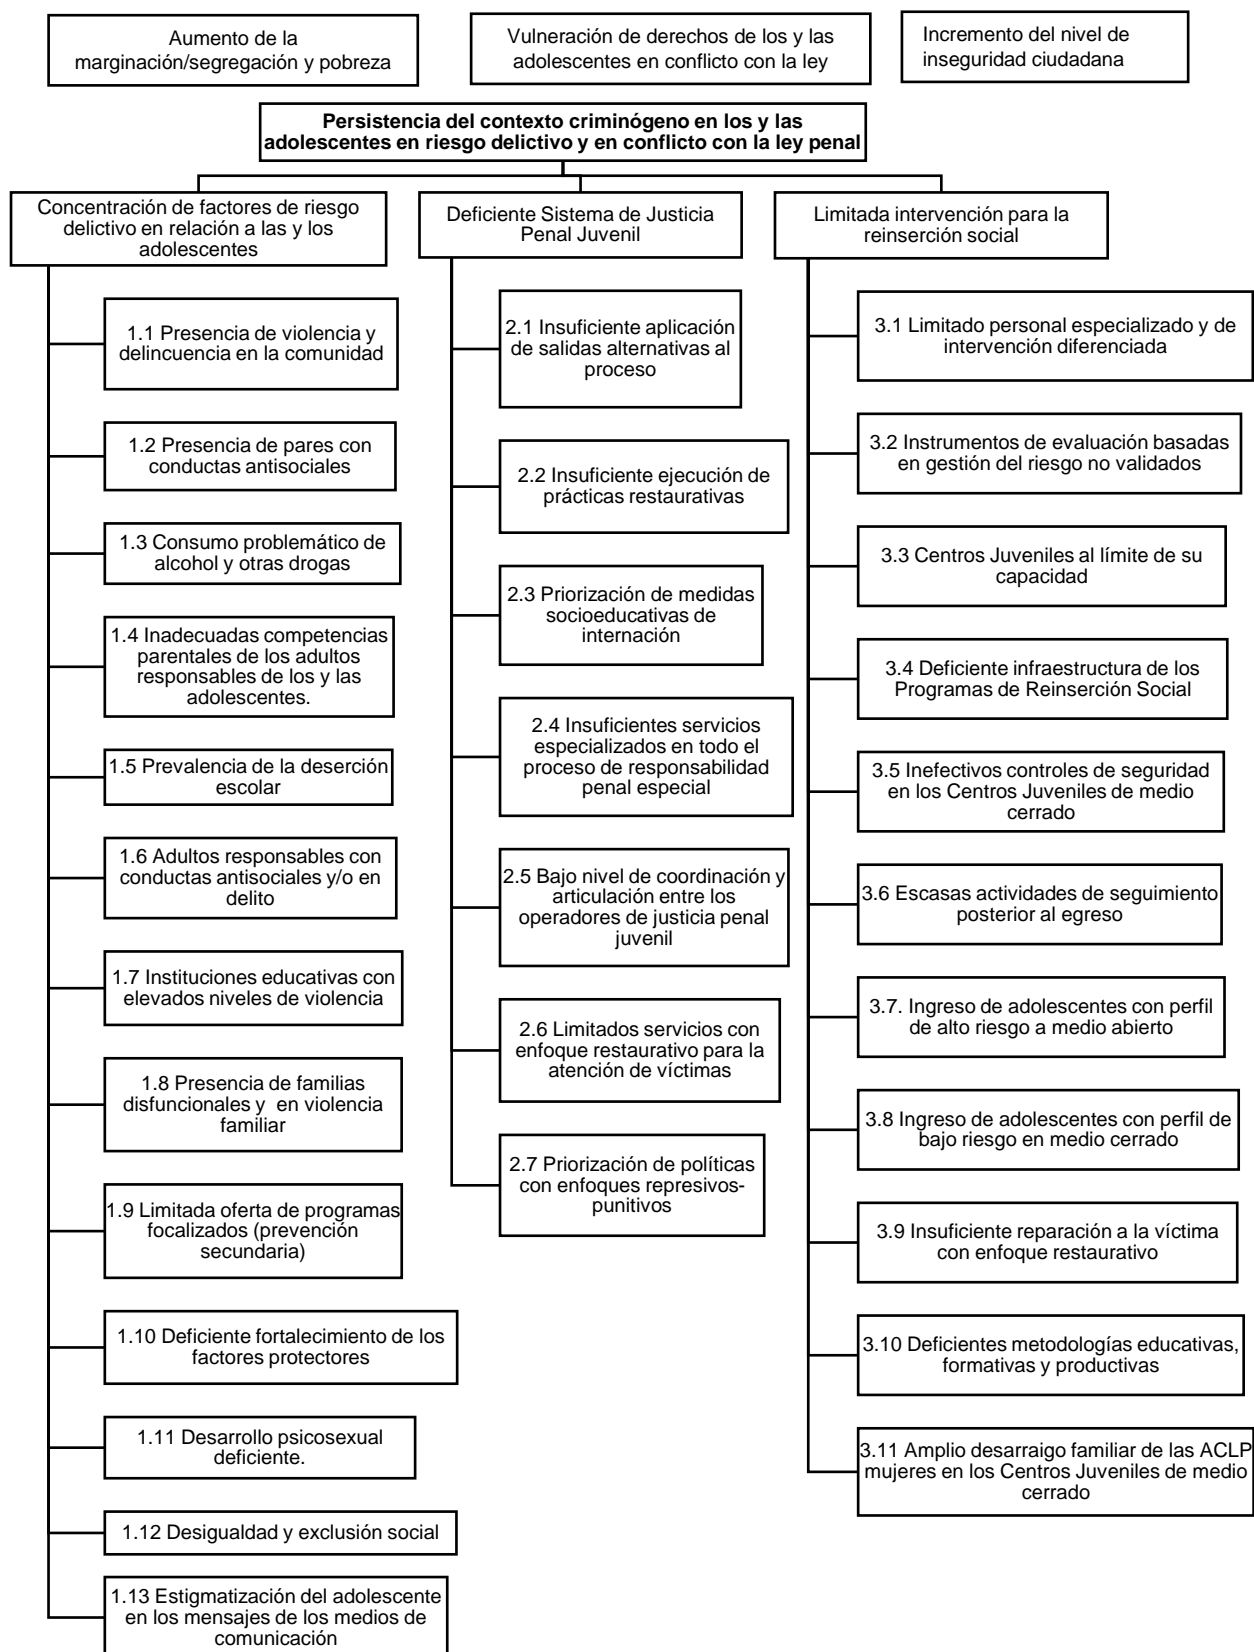 Aumento de la
marginación/segregación y pobreza
Vulneración de derechos de los y las
adolescentes en conflicto con la ley
Incremento del nivel de
inseguridad ciudadana
Persistencia del contexto criminógeno en los y las
adolescentes en riesgo delictivo y en conflicto con la ley penal
Concentración de factores de riesgo
delictivo en relación a las y los
adolescentes
1.1 Presencia de violencia y
delincuencia en la comunidad
1.2 Presencia de pares con
conductas antisociales
1.3 Consumo problemático de
alcohol y otras drogas
1.4 Inadecuadas competencias
parentales de los adultos
responsables de los y las
adolescentes.
1.5 Prevalencia de la deserción
escolar
1.6 Adultos responsables con
conductas antisociales y/o en
delito
1.7 Instituciones educativas con
elevados niveles de violencia
1.8 Presencia de familias
disfuncionales y en violencia
familiar
1.9 Limitada oferta de programas
focalizados (prevención
secundaria)
1.10 Deficiente fortalecimiento de los
factores protectores
1.11 Desarrollo psicosexual
deficiente.
1.12 Desigualdad y exclusión social
1.13 Estigmatización del adolescente
en los mensajes de los medios de
comunicación
Deficiente Sistema de Justicia
Penal Juvenil
2.1 Insuficiente aplicación
de salidas alternativas al
proceso
2.2 Insuficiente ejecución de
prácticas restaurativas
2.3 Priorización de medidas
socioeducativas de
internación
2.4 Insuficientes servicios
especializados en todo el
proceso de responsabilidad
penal especial
2.5 Bajo nivel de coordinación y
articulación entre los
operadores de justicia penal
juvenil
2.6 Limitados servicios con
enfoque restaurativo para la
atención de víctimas
2.7 Priorización de políticas
con enfoques represivos-
punitivos
Limitada intervención para la
reinserción social
3.1 Limitado personal especializado y de
intervención diferenciada
3.2 Instrumentos de evaluación basadas
en gestión del riesgo no validados
3.3 Centros Juveniles al límite de su
capacidad
3.4 Deficiente infraestructura de los
Programas de Reinserción Social
3.5 Inefectivos controles de seguridad
en los Centros Juveniles de medio
cerrado
3.6 Escasas actividades de seguimiento
posterior al egreso
3.7. Ingreso de adolescentes con perfil
de alto riesgo a medio abierto
3.8 Ingreso de adolescentes con perfil de
bajo riesgo en medio cerrado
3.9 Insuficiente reparación a la víctima
con enfoque restaurativo
3.10 Deficientes metodologías educativas,
formativas y productivas
3.11 Amplio desarraigo familiar de las ACLP
mujeres en los Centros Juveniles de medio
cerrado